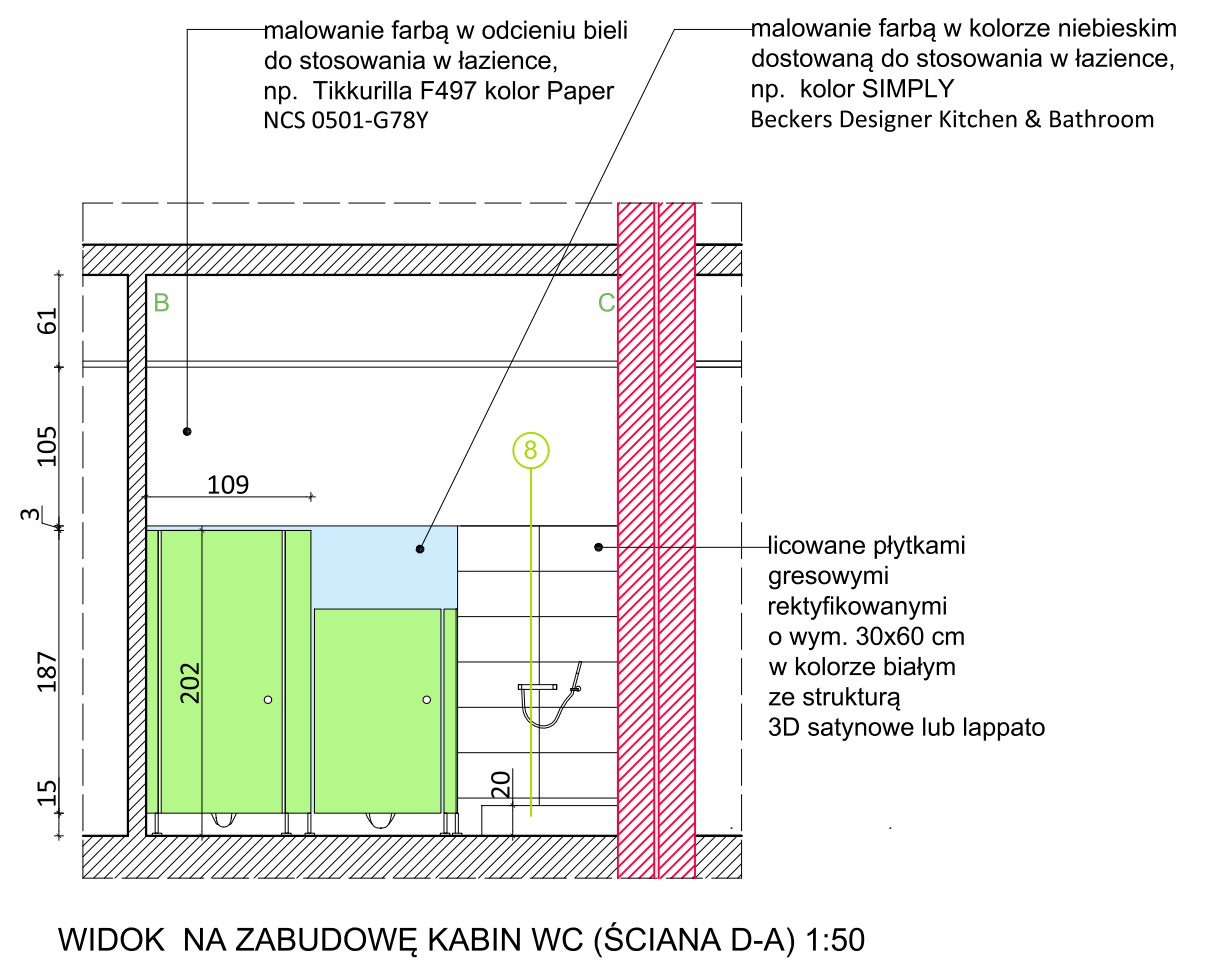 malowanie farbą w odcieniu bieli
do stosowania w łazience,
np.  Tikkurilla F497 kolor Paper
NCS 0501-G78Y
malowanie farbą w kolorze niebieskim
dostowaną do stosowania w łazience,
np.  kolor SIMPLY
Beckers Designer Kitchen & Bathroom
B
C
61
105
8
109
3
licowane płytkami
gresowymi
rektyfikowanymi
o wym. 30x60 cm
w kolorze białym
ze strukturą
3D satynowe lub lappato
187
202
20
15
WIDOK  NA ZABUDOWĘ KABIN WC (ŚCIANA D-A) 1:50